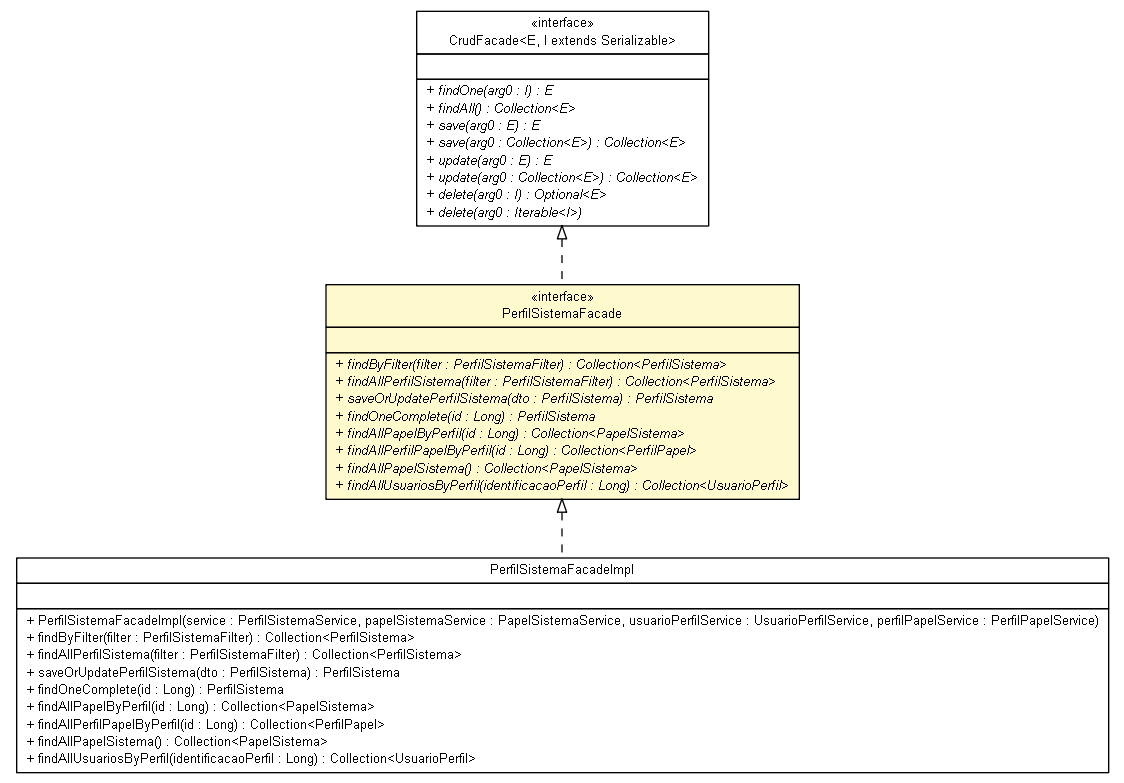 «interface»
CrudFacade<E, I extends Serializable>
+ findOne(arg0 : I) : E
+ findAll() : Collection<E>
+ save(arg0 : E) : E
+ save(arg0 : Collection<E>) : Collection<E>
+ update(arg0 : E) : E
+ update(arg0 : Collection<E>) : Collection<E>
+ delete(arg0 : I) : Optional<E>
+ delete(arg0 : Iterable<I>)
«interface»
PerfilSistemaFacade
+ findByFilter(filter : PerfilSistemaFilter) : Collection<PerfilSistema>
+ findAllPerfilSistema(filter : PerfilSistemaFilter) : Collection<PerfilSistema>
+ saveOrUpdatePerfilSistema(dto : PerfilSistema) : PerfilSistema
+ findOneComplete(id : Long) : PerfilSistema
+ findAllPapelByPerfil(id : Long) : Collection<PapelSistema>
+ findAllPerfilPapelByPerfil(id : Long) : Collection<PerfilPapel>
+ findAllPapelSistema() : Collection<PapelSistema>
+ findAllUsuariosByPerfil(identificacaoPerfil : Long) : Collection<UsuarioPerfil>
PerfilSistemaFacadeImpl
+ PerfilSistemaFacadeImpl(service : PerfilSistemaService, papelSistemaService : PapelSistemaService, usuarioPerfilService : UsuarioPerfilService, perfilPapelService : PerfilPapelService)
+ findByFilter(filter : PerfilSistemaFilter) : Collection<PerfilSistema>
+ findAllPerfilSistema(filter : PerfilSistemaFilter) : Collection<PerfilSistema>
+ saveOrUpdatePerfilSistema(dto : PerfilSistema) : PerfilSistema
+ findOneComplete(id : Long) : PerfilSistema
+ findAllPapelByPerfil(id : Long) : Collection<PapelSistema>
+ findAllPerfilPapelByPerfil(id : Long) : Collection<PerfilPapel>
+ findAllPapelSistema() : Collection<PapelSistema>
+ findAllUsuariosByPerfil(identificacaoPerfil : Long) : Collection<UsuarioPerfil>